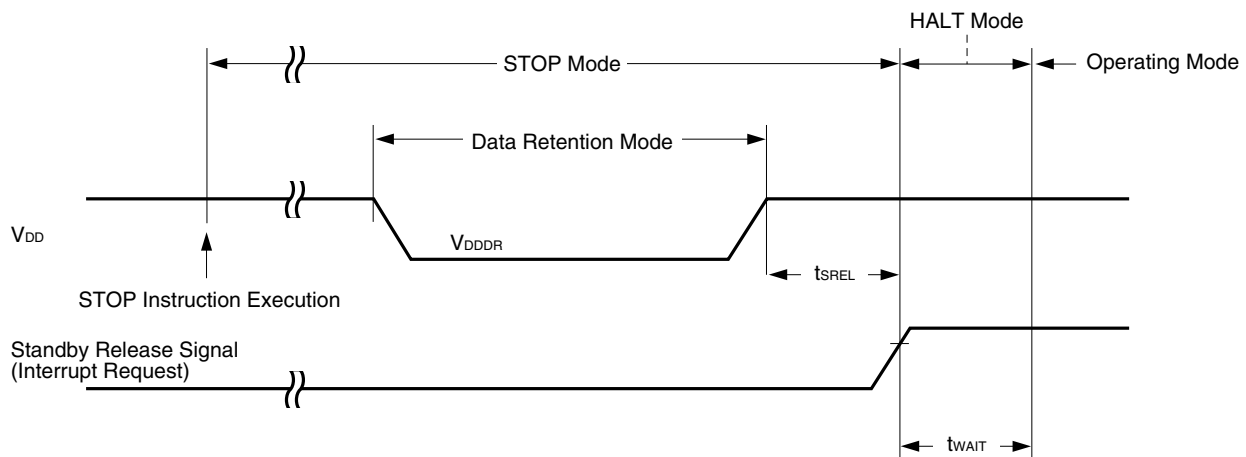 HALT Mode
STOP Mode
Operating Mode
Data Retention Mode
VDD
VDDDR
tSREL
STOP Instruction Execution
Standby Release Signal
(Interrupt Request)
tWAIT